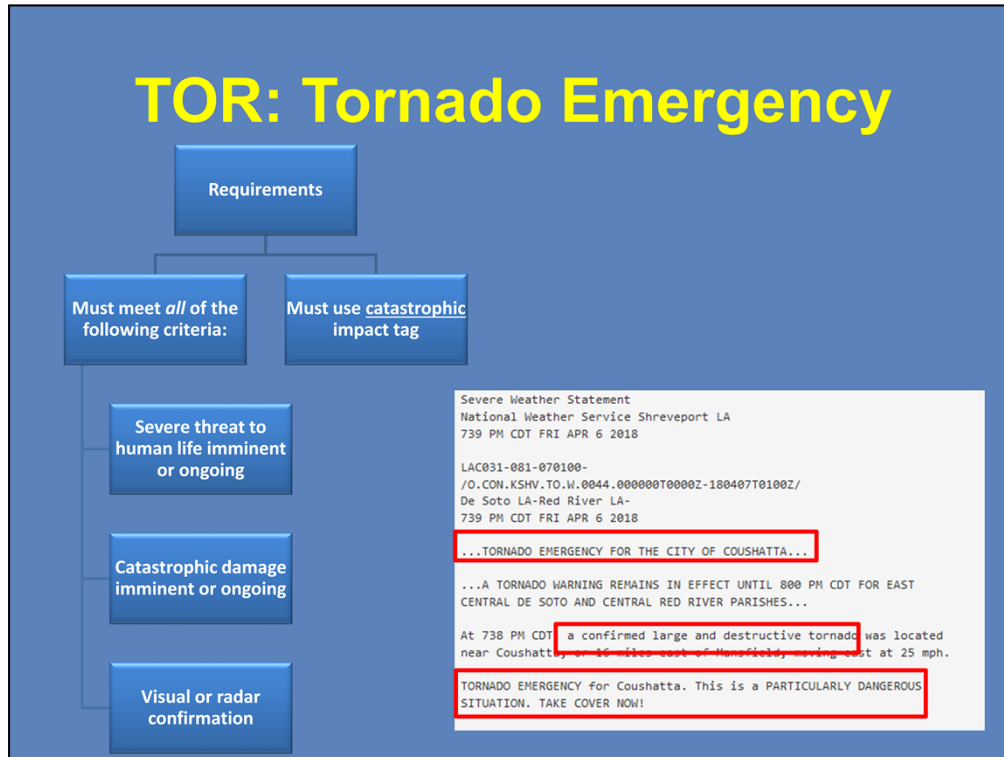 TOR: Tornado Emergency
Requirements
Must meet all of the
following criteria:
Must use catastrophic
impact tag
Severe threat to
human life imminent
or ongoing
Catastrophic damage
imminent or ongoing
Visual or radar
confirmation
Severe Weather Statement
National Weather Service Shreveport LA
739 PM CDT FRI APR 6 2018
LAC031-081-070100-
/O.CON.KSHV.TO.W.0044.000000T0000Z-180407T0100Z/
De Soto LA-Red River LA-
739 PM CDT FRI APR 6 2018
...TORNADO EMERGENCY FOR THE CITY OF COUSHATTA...
...A TORNADO WARNING REMAINS IN EFFECT UNTIL 800 PM CDT FOR EAST
CENTRAL DE SOTO AND CENTRAL RED RIVER PARISHES...
At 738 PM CDT, a confirmed large and destructive tornado was located
near Coushatta, or 16 miles east of Mansfield, moving east at 25 mph.
TORNADO EMERGENCY for Coushatta. This is a PARTICULARLY DANGEROUS
SITUATION. TAKE COVER NOW!